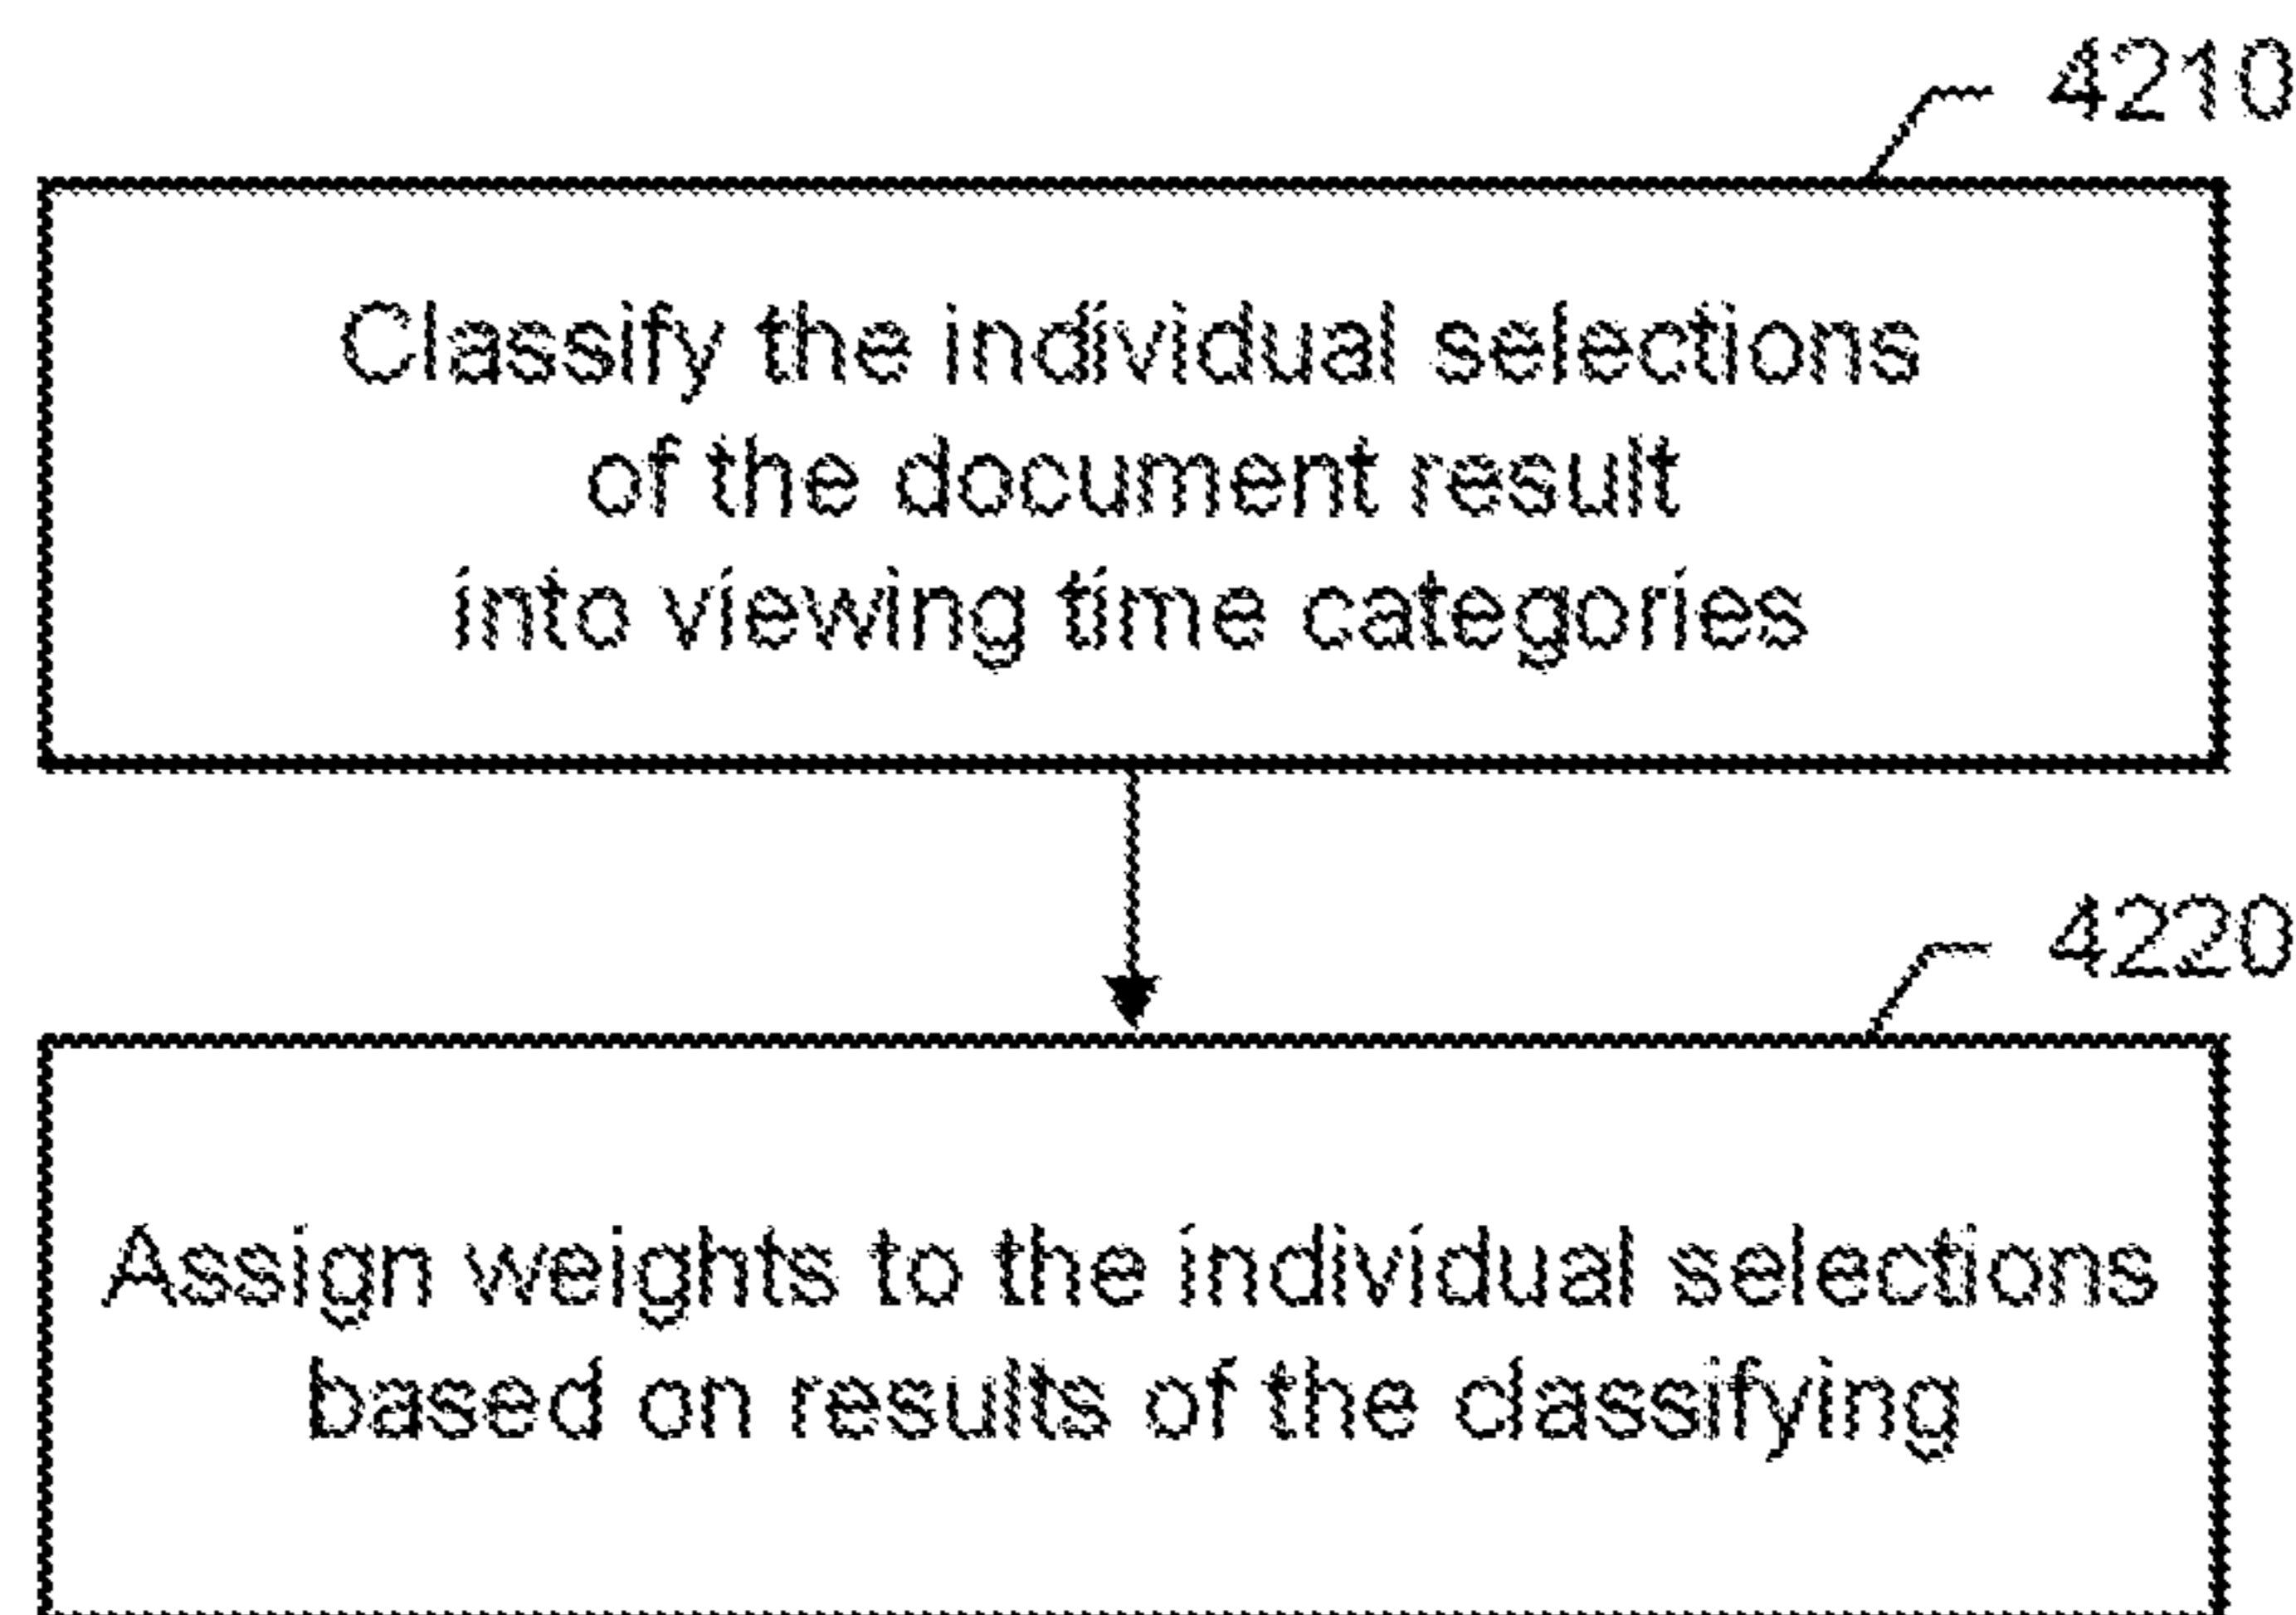 4210
Classify the individual selections
of the document result
into viewing time categories
4220
Assign weights to the individual selections
based on results of the classifying